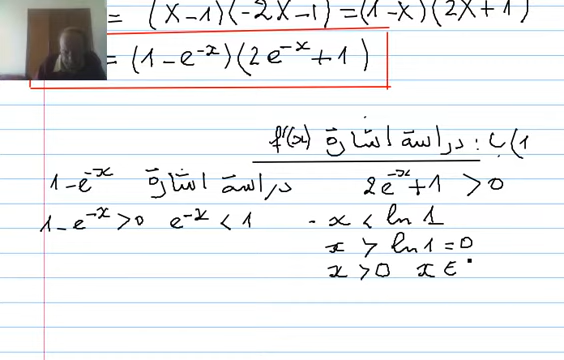 = (X-1)(-2X-1) = (1-X)(2X+1)
= (1-e^{-x})(2e^{-x}+1)
1) ب: دراسة اشارة f'(x)
2e^{-x}+1 >0 دراسة اشارة 1-e^{-x}
1-e^{-x}>0 e^{-x}<1 -x < ln 1
x > ln 1 = 0
x > 0 x ∈